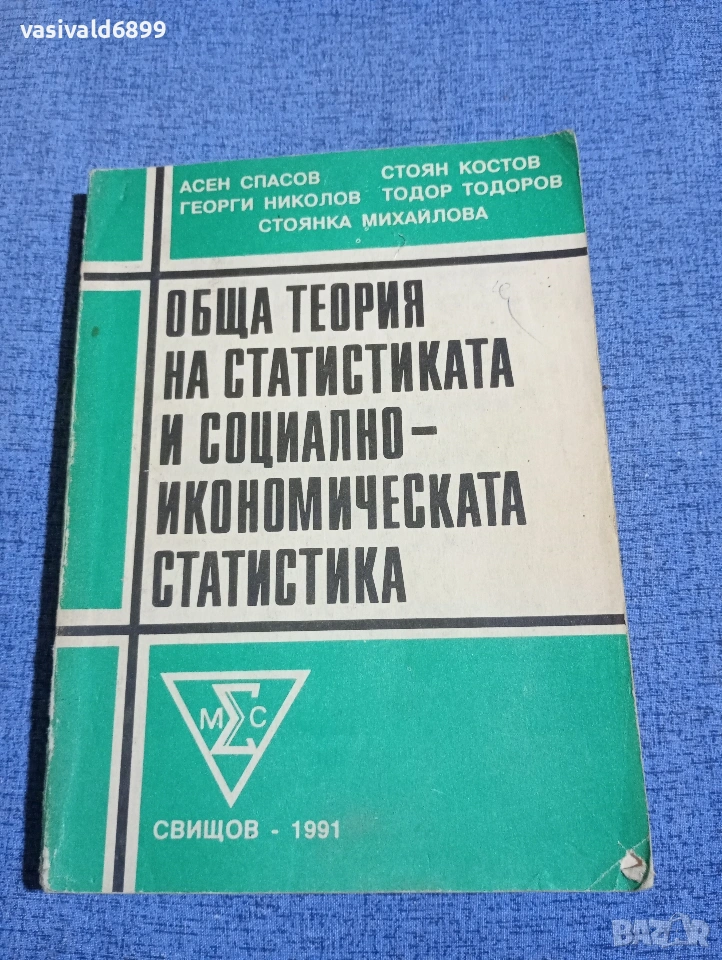 vasivald6899
АСЕН СПАСОВ СТОЯН КОСТОВ
ГЕОРГИ НИКОЛОВ ТОДОР ТОДОРОВ
СТОЯНКА МИХАЙЛОВА
ОБЩА ТЕОРИЯ
НА СТАТИСТИКАТА
И СОЦИАЛНО-
ИКОНОМИЧЕСКАТА
СТАТИСТИКА
М Σ С
СВИЩОВ - 1991
BAZAR